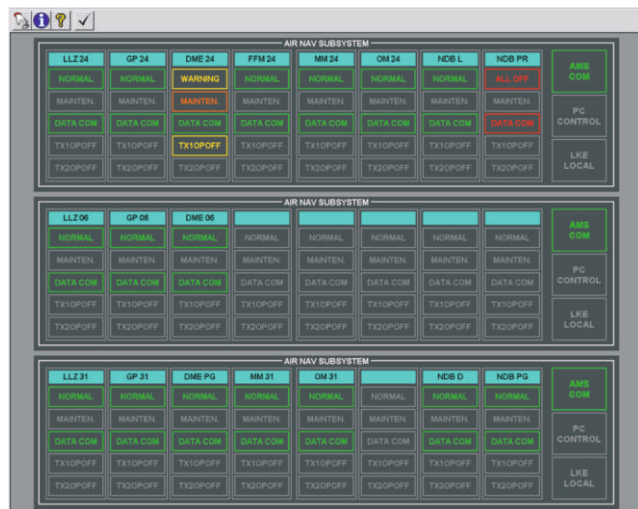 AIR NAV SUBSYSTEM
LLZ 24 GP 24 DME 24 FFM 24 MM 24 OM 24 NDB L NDB PR
AMS COM
NORMAL NORMAL WARNING NORMAL NORMAL NORMAL NORMAL ALL OFF
MAINTEN. MAINTEN. MAINTEN. MAINTEN. MAINTEN. MAINTEN. MAINTEN. MAINTEN.
PC CONTROL
DATA COM DATA COM DATA COM DATA COM DATA COM DATA COM DATA COM DATA COM
TX1OPOFF TX1OPOFF TX1OPOFF TX1OPOFF TX1OPOFF TX1OPOFF TX1OPOFF TX1OPOFF
LKE LOCAL
TX2OPOFF TX2OPOFF TX2OPOFF TX2OPOFF TX2OPOFF TX2OPOFF TX2OPOFF TX2OPOFF
AIR NAV SUBSYSTEM
LLZ 06 GP 06 DME 06
AMS COM
NORMAL NORMAL NORMAL NORMAL NORMAL NORMAL NORMAL NORMAL
MAINTEN. MAINTEN. MAINTEN. MAINTEN. MAINTEN. MAINTEN. MAINTEN. MAINTEN.
PC CONTROL
DATA COM DATA COM DATA COM DATA COM DATA COM DATA COM DATA COM DATA COM
TX1OPOFF TX1OPOFF TX1OPOFF TX1OPOFF TX1OPOFF TX1OPOFF TX1OPOFF TX1OPOFF
LKE LOCAL
TX2OPOFF TX2OPOFF TX2OPOFF TX2OPOFF TX2OPOFF TX2OPOFF TX2OPOFF TX2OPOFF
AIR NAV SUBSYSTEM
LLZ 31 GP 31 DME PG MM 31 OM 31 NDB D NDB PG
AMS COM
NORMAL NORMAL NORMAL NORMAL NORMAL NORMAL NORMAL NORMAL
MAINTEN. MAINTEN. MAINTEN. MAINTEN. MAINTEN. MAINTEN. MAINTEN. MAINTEN.
PC CONTROL
DATA COM DATA COM DATA COM DATA COM DATA COM DATA COM DATA COM DATA COM
TX1OPOFF TX1OPOFF TX1OPOFF TX1OPOFF TX1OPOFF TX1OPOFF TX1OPOFF TX1OPOFF
LKE LOCAL
TX2OPOFF TX2OPOFF TX2OPOFF TX2OPOFF TX2OPOFF TX2OPOFF TX2OPOFF TX2OPOFF